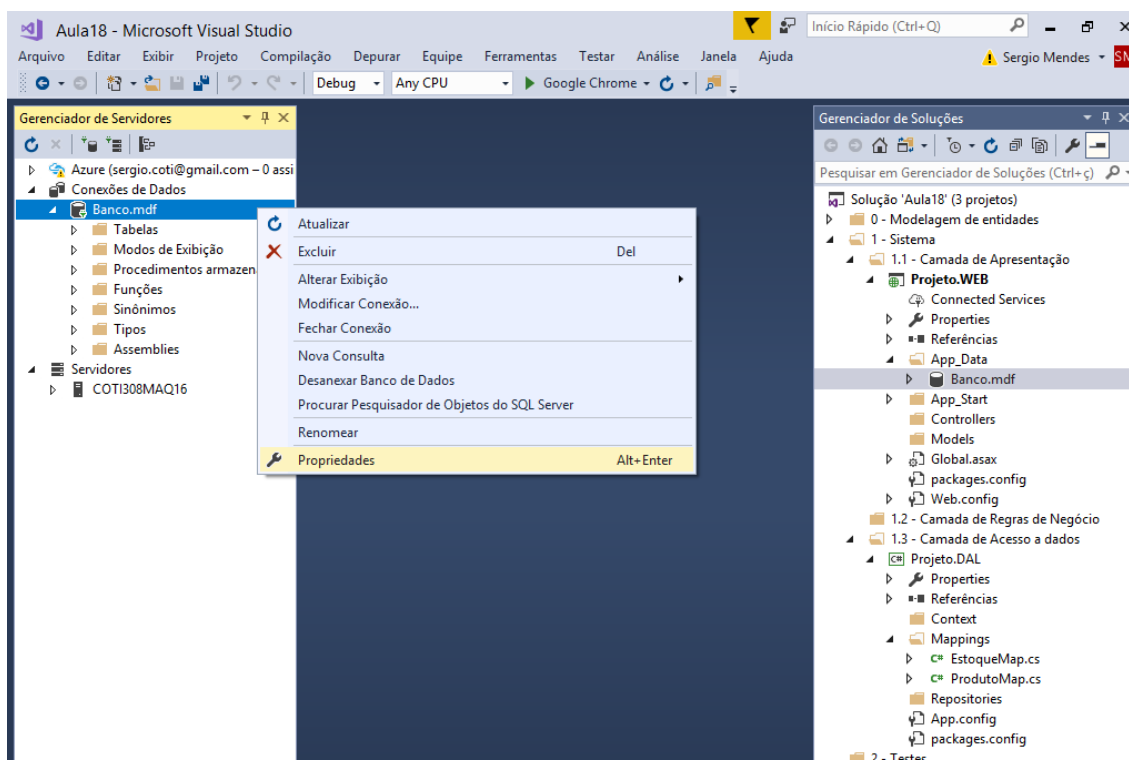 Aula18 - Microsoft Visual Studio
Início Rápido (Ctrl+Q)
Arquivo Editar Exibir Projeto Compilação Depurar Equipe Ferramentas Testar Análise Janela Ajuda
Sergio Mendes
Debug Any CPU Google Chrome
Gerenciador de Servidores
Azure (sergio.coti@gmail.com – 0 assi
Conexões de Dados
Banco.mdf
Tabelas
Modos de Exibição
Procedimentos armazen
Funções
Sinônimos
Tipos
Assemblies
Servidores
COTI308MAQ16
Atualizar
Excluir Del
Alterar Exibição
Modificar Conexão...
Fechar Conexão
Nova Consulta
Desanexar Banco de Dados
Procurar Pesquisador de Objetos do SQL Server
Renomear
Propriedades Alt+Enter
Gerenciador de Soluções
Pesquisar em Gerenciador de Soluções (Ctrl+ç)
Solução 'Aula18' (3 projetos)
0 - Modelagem de entidades
1 - Sistema
1.1 - Camada de Apresentação
Projeto.WEB
Connected Services
Properties
Referências
App_Data
Banco.mdf
App_Start
Controllers
Models
Global.asax
packages.config
Web.config
1.2 - Camada de Regras de Negócio
1.3 - Camada de Acesso a dados
C# Projeto.DAL
Properties
Referências
Context
Mappings
C# EstoqueMap.cs
C# ProdutoMap.cs
Repositories
App.config
packages.config
2 - Testes